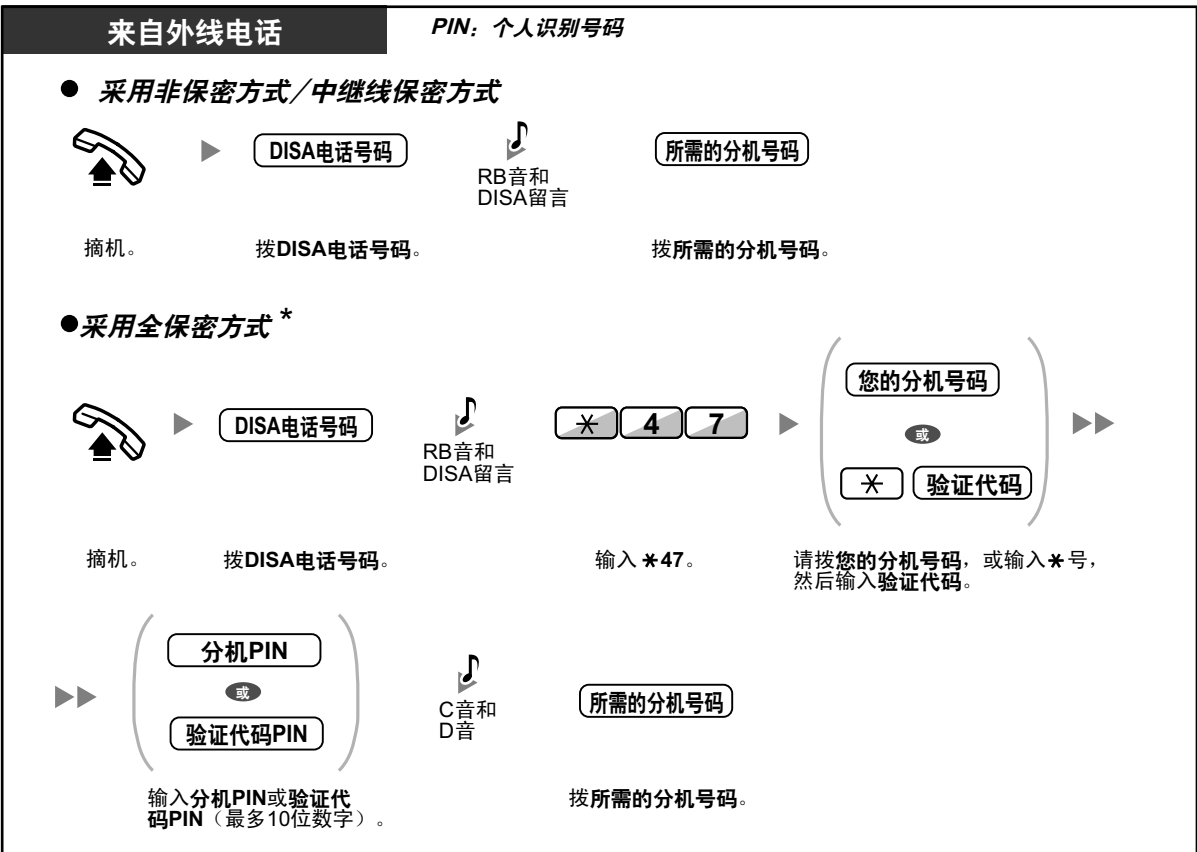 来自外线电话
PIN：个人识别号码
● 采用非保密方式／中继线保密方式
DISA电话号码
RB音和
DISA留言
所需的分机号码
摘机。
拨DISA电话号码。
拨所需的分机号码。
●采用全保密方式*
DISA电话号码
RB音和
DISA留言
* 4 7
您的分机号码
或
* 验证代码
摘机。
拨DISA电话号码。
输入*47。
请拨您的分机号码，或输入*号，
然后输入验证代码。
分机PIN
或
验证代码PIN
C音和
D音
所需的分机号码
输入分机PIN或验证代
码PIN（最多10位数字）。
拨所需的分机号码。